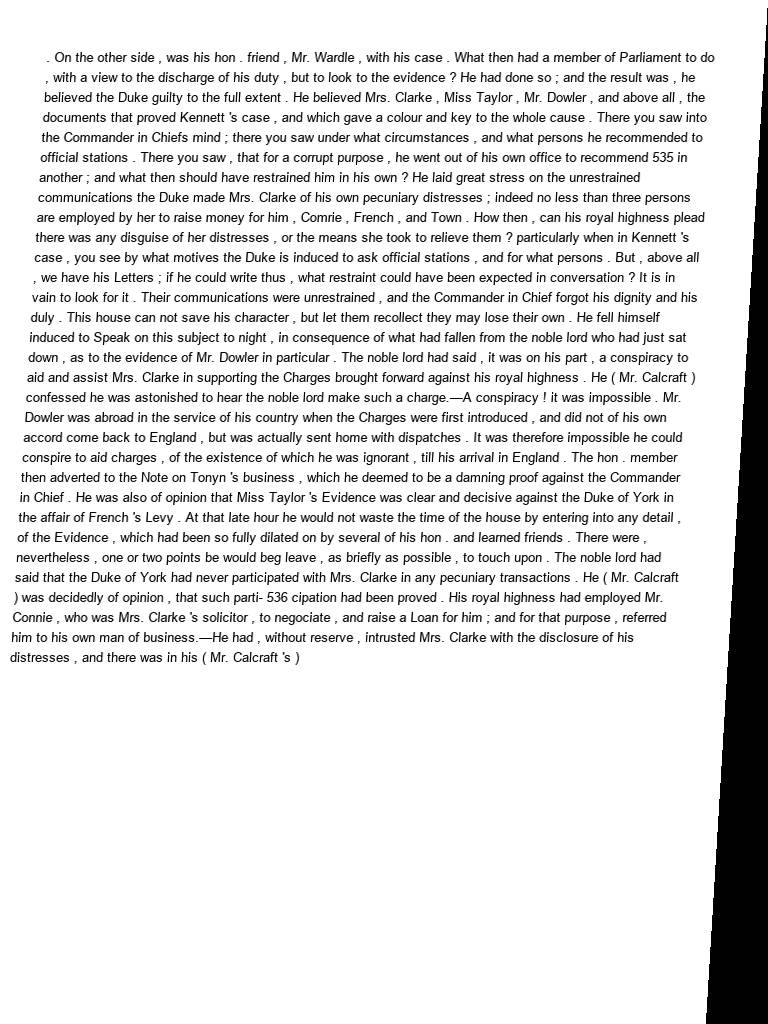 . On the other side , was his hon . friend , Mr. Wardle , with his case . What then had a member of Parliament to do
, with a view to the discharge of his duty , but to look to the evidence ? He had done so ; and the result was , he
believed the Duke guilty to the full extent . He believed Mrs. Clarke , Miss Taylor , Mr. Dowler , and above all , the
documents that proved Kennett 's case , and which gave a colour and key to the whole cause . There you saw into
the Commander in Chiefs mind ; there you saw under what circumstances , and what persons he recommended to
official stations . There you saw , that for a corrupt purpose , he went out of his own office to recommend 535 in
another ; and what then should have restrained him in his own ? He laid great stress on the unrestrained
communications the Duke made Mrs. Clarke of his own pecuniary distresses ; indeed no less than three persons
are employed by her to raise money for him , Comrie , French , and Town . How then , can his royal highness plead
there was any disguise of her distresses , or the means she took to relieve them ? particularly when in Kennett 's
case , you see by what motives the Duke is induced to ask official stations , and for what persons . But , above all
, we have his Letters ; if he could write thus , what restraint could have been expected in conversation ? It is in
vain to look for it . Their communications were unrestrained , and the Commander in Chief forgot his dignity and his
duly . This house can not save his character , but let them recollect they may lose their own . He fell himself
induced to Speak on this subject to night , in consequence of what had fallen from the noble lord who had just sat
down , as to the evidence of Mr. Dowler in particular . The noble lord had said , it was on his part , a conspiracy to
aid and assist Mrs. Clarke in supporting the Charges brought forward against his royal highness . He ( Mr. Calcraft )
confessed he was astonished to hear the noble lord make such a charge.—A conspiracy ! it was impossible . Mr.
Dowler was abroad in the service of his country when the Charges were first introduced , and did not of his own
accord come back to England , but was actually sent home with dispatches . It was therefore impossible he could
conspire to aid charges , of the existence of which he was ignorant , till his arrival in England . The hon . member
then adverted to the Note on Tonyn 's business , which he deemed to be a damning proof against the Commander
in Chief . He was also of opinion that Miss Taylor 's Evidence was clear and decisive against the Duke of York in
the affair of French 's Levy . At that late hour he would not waste the time of the house by entering into any detail ,
of the Evidence , which had been so fully dilated on by several of his hon . and learned friends . There were ,
nevertheless , one or two points be would beg leave , as briefly as possible , to touch upon . The noble lord had
said that the Duke of York had never participated with Mrs. Clarke in any pecuniary transactions . He ( Mr. Calcraft
) was decidedly of opinion , that such parti- 536 cipation had been proved . His royal highness had employed Mr.
Connie , who was Mrs. Clarke 's solicitor , to negociate , and raise a Loan for him ; and for that purpose , referred
him to his own man of business.—He had , without reserve , intrusted Mrs. Clarke with the disclosure of his
distresses , and there was in his ( Mr. Calcraft 's )